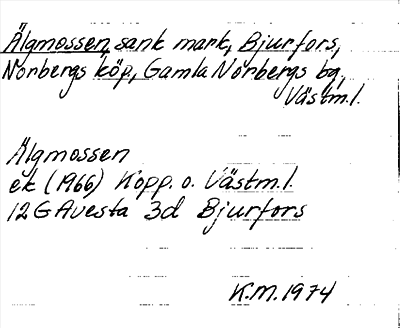 Älgmossen, sank mark, Bjurfors,
Norbergs köp., Gamla Norbergs bg,
Västm.l.
Älgmossen
ek (1966) Kopp. o. Västm.l.
12G Avesta 3d Bjurfors
K.M. 1974